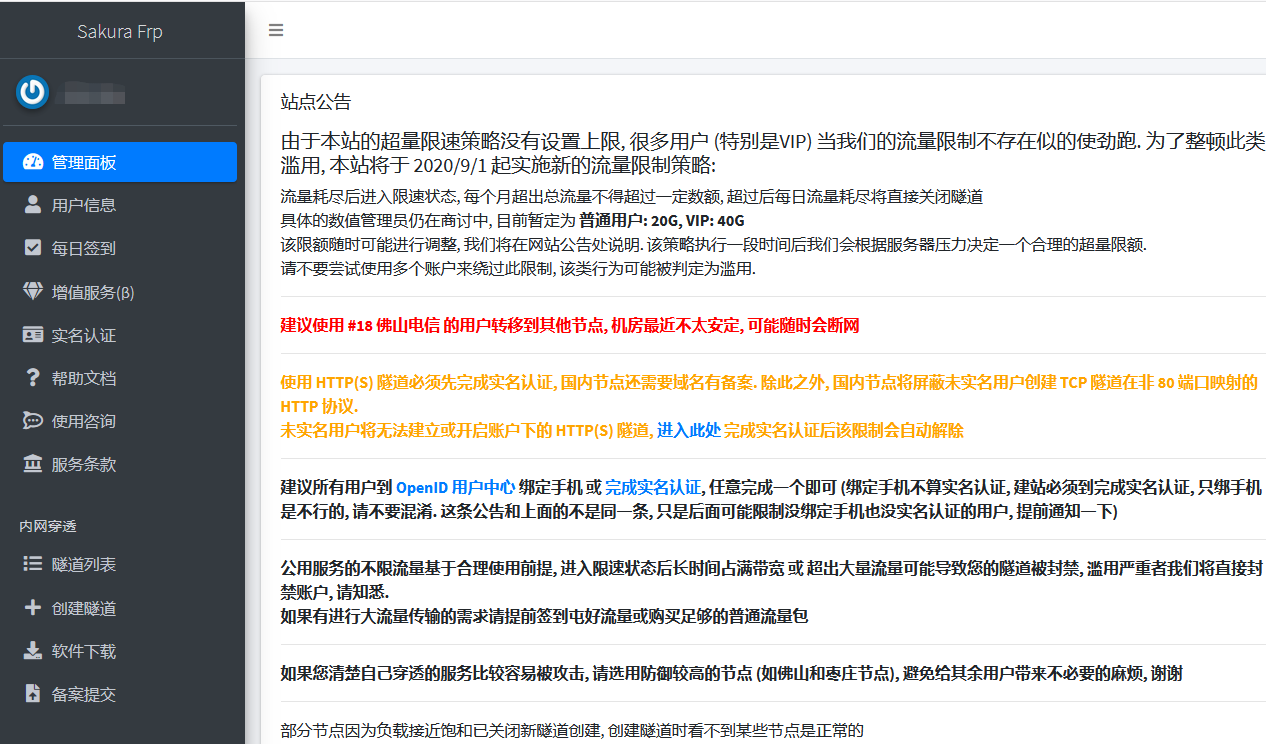 Sakura Frp
管理面板
用户信息
每日签到
增值服务(β)
实名认证
帮助文档
使用咨询
服务条款
内网穿透
隧道列表
创建隧道
软件下载
备案提交
站点公告
由于本站的超量限速策略没有设置上限, 很多用户 (特别是VIP) 当我们的流量限制不存在似的使劲跑. 为了整顿此类
滥用, 本站将于 2020/9/1 起实施新的流量限制策略:
流量耗尽后进入限速状态, 每个月超出总流量不得超过一定数额, 超过后每日流量耗尽将直接关闭隧道
具体的数值管理员仍在商讨中, 目前暂定为 普通用户: 20G, VIP: 40G
该限额随时可能进行调整, 我们将在网站公告处说明. 该策略执行一段时间后我们会根据服务器压力决定一个合理的超量限额.
请不要尝试使用多个账户来绕过此限制, 该类行为可能被判定为滥用.
建议使用 #18 佛山电信 的用户转移到其他节点, 机房最近不太安定, 可能随时会断网
使用 HTTP(S) 隧道必须先完成实名认证, 国内节点还需要域名有备案. 除此之外, 国内节点将屏蔽未实名用户创建 TCP 隧道在非 80 端口映射的
HTTP 协议.
未实名用户将无法建立或开启账户下的 HTTP(S) 隧道, 进入此处 完成实名认证后该限制会自动解除
建议所有用户到 OpenID 用户中心 绑定手机 或 完成实名认证, 任意完成一个即可 (绑定手机不算实名认证, 建站必须到完成实名认证, 只绑手机
是不行的, 请不要混淆. 这条公告和上面的不是同一条, 只是后面可能限制没绑定手机也没实名认证的用户, 提前通知一下)
公用服务的不限流量基于合理使用前提, 进入限速状态后长时间占满带宽 或 超出大量流量可能导致您的隧道被封禁, 滥用严重者我们将直接封
禁账户, 请知悉.
如果有进行大流量传输的需求请提前签到屯好流量或购买足够的普通流量包
如果您清楚自己穿透的服务比较容易被攻击, 请选用防御较高的节点 (如佛山和枣庄节点), 避免给其余用户带来不必要的麻烦, 谢谢
部分节点因为负载接近饱和已关闭新隧道创建, 创建隧道时看不到某些节点是正常的